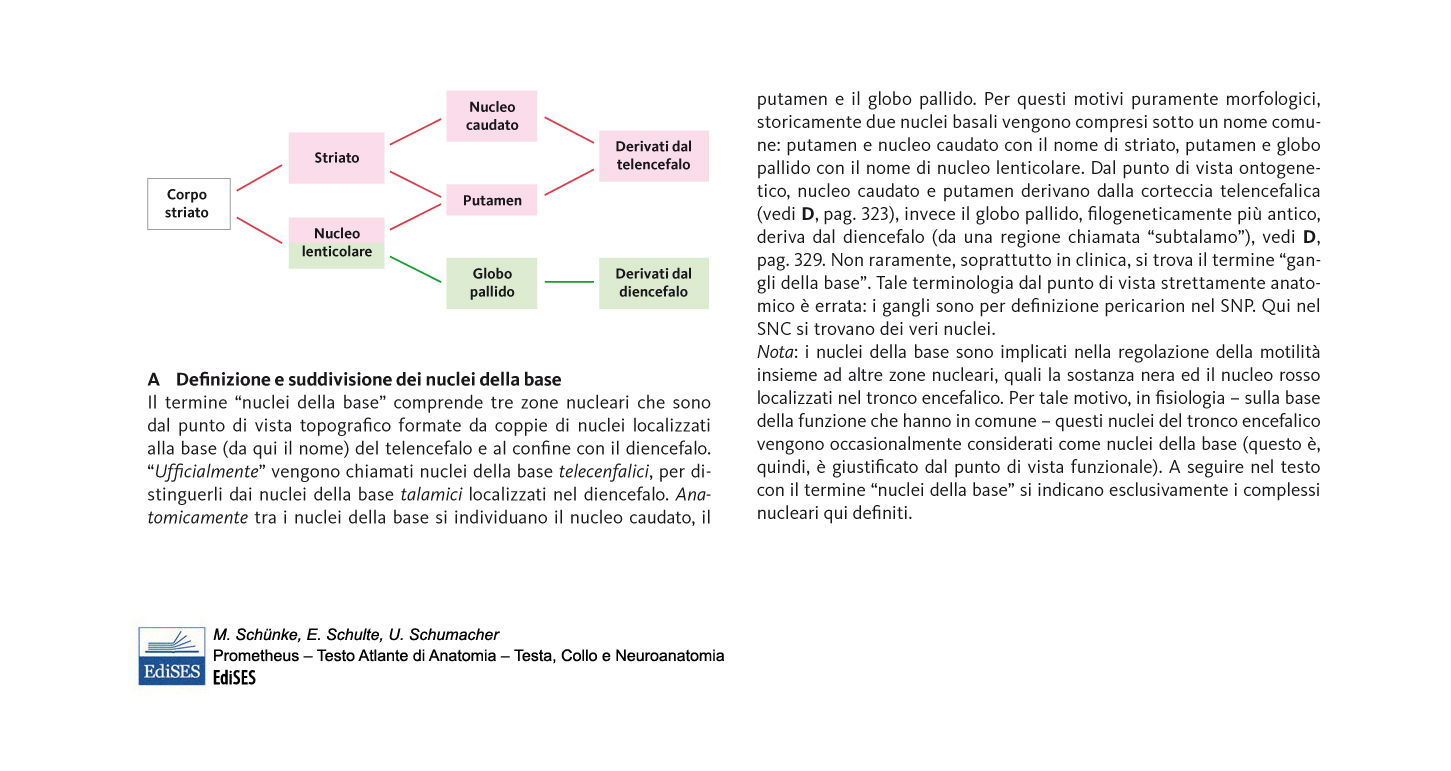 Nucleo
caudato
Striato
Derivati dal
telencefalo
Corpo
striato
Putamen
Nucleo
lenticolare
Globo
pallido
Derivati dal
diencefalo
A Definizione e suddivisione dei nuclei della base
Il termine “nuclei della base” comprende tre zone nucleari che sono
dal punto di vista topografico formate da coppie di nuclei localizzati
alla base (da qui il nome) del telencefalo e al confine con il diencefalo.
“Ufficialmente” vengono chiamati nuclei della base telecenfalici, per di-
stinguerli dai nuclei della base talamici localizzati nel diencefalo. Ana-
tomicamente tra i nuclei della base si individuano il nucleo caudato, il
putamen e il globo pallido. Per questi motivi puramente morfologici,
storicamente due nuclei basali vengono compresi sotto un nome comu-
ne: putamen e nucleo caudato con il nome di striato, putamen e globo
pallido con il nome di nucleo lenticolare. Dal punto di vista ontogene-
tico, nucleo caudato e putamen derivano dalla corteccia telencefalica
(vedi D, pag. 323), invece il globo pallido, filogeneticamente più antico,
deriva dal diencefalo (da una regione chiamata “subtalamo”), vedi D,
pag. 329. Non raramente, soprattutto in clinica, si trova il termine “gan-
gli della base”. Tale terminologia dal punto di vista strettamente anato-
mico è errata: i gangli sono per definizione pericarion nel SNP. Qui nel
SNC si trovano dei veri nuclei.
Nota: i nuclei della base sono implicati nella regolazione della motilità
insieme ad altre zone nucleari, quali la sostanza nera ed il nucleo rosso
localizzati nel tronco encefalico. Per tale motivo, in fisiologia – sulla base
della funzione che hanno in comune – questi nuclei del tronco encefalico
vengono occasionalmente considerati come nuclei della base (questo è,
quindi, è giustificato dal punto di vista funzionale). A seguire nel testo
con il termine “nuclei della base” si indicano esclusivamente i complessi
nucleari qui definiti.
EdiSES
M. Schünke, E. Schulte, U. Schumacher
Prometheus – Testo Atlante di Anatomia – Testa, Collo e Neuroanatomia
EdiSES